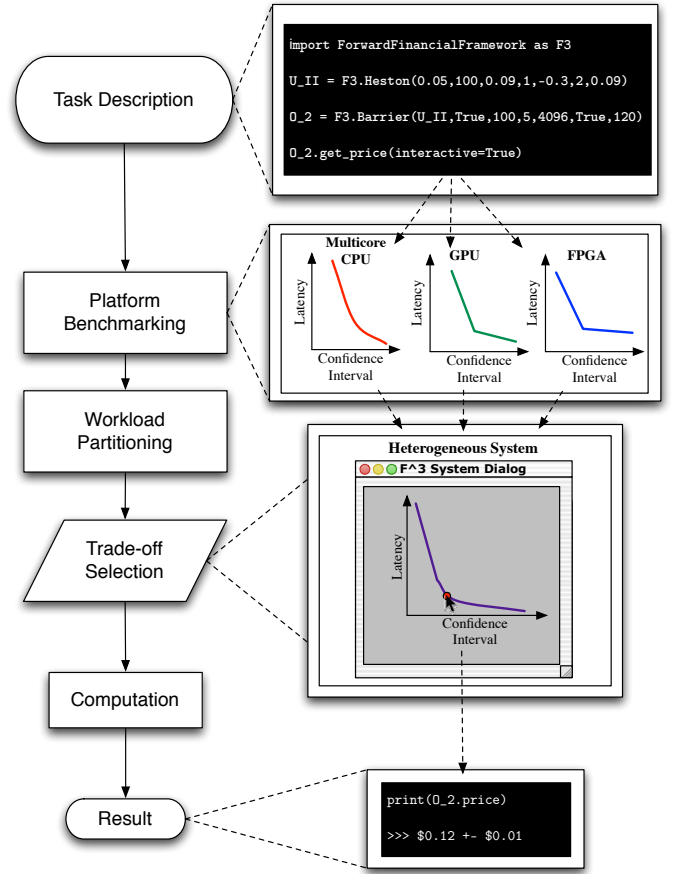 Task Description
import ForwardFinancialFramework as F3
U_II = F3.Heston(0.05,100,0.09,1,-0.3,2,0.09)
O_2 = F3.Barrier(U_II,True,100,5,4096,True,120)
O_2.get_price(interactive=True)
Platform
Benchmarking
Multicore
CPU
Latency
Confidence
Interval
GPU
Latency
Confidence
Interval
FPGA
Latency
Confidence
Interval
Workload
Partitioning
Heterogeneous System
F^3 System Dialog
Latency
Confidence
Interval
Trade-off
Selection
Computation
Result
print(O_2.price)
>>> $0.12 +- $0.01